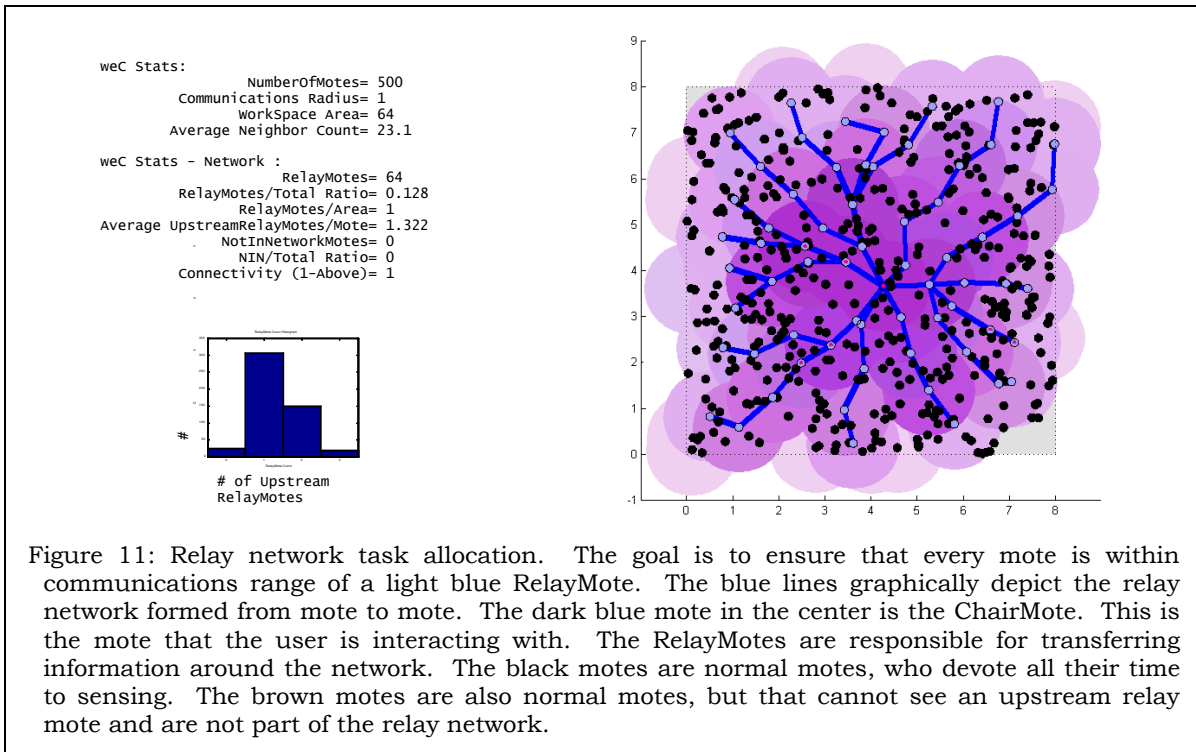 weC Stats:
NumberOfMotes= 500
Communications Radius= 1
WorkSpace Area= 64
Average Neighbor Count= 23.1
weC Stats - Network :
RelayMotes= 64
RelayMotes/Total Ratio= 0.128
RelayMotes/Area= 1
Average UpstreamRelayMotes/Mote= 1.322
NotInNetworkMotes= 0
NIN/Total Ratio= 0
Connectivity (1-Above)= 1
#
# of Upstream
RelayMotes
9
8
7
6
5
4
3
2
1
0
-1
0 1 2 3 4 5 6 7 8
Figure 11: Relay network task allocation. The goal is to ensure that every mote is within
communications range of a light blue RelayMote. The blue lines graphically depict the relay
network formed from mote to mote. The dark blue mote in the center is the ChairMote. This is
the mote that the user is interacting with. The RelayMotes are responsible for transferring
information around the network. The black motes are normal motes, who devote all their time
to sensing. The brown motes are also normal motes, but that cannot see an upstream relay
mote and are not part of the relay network.